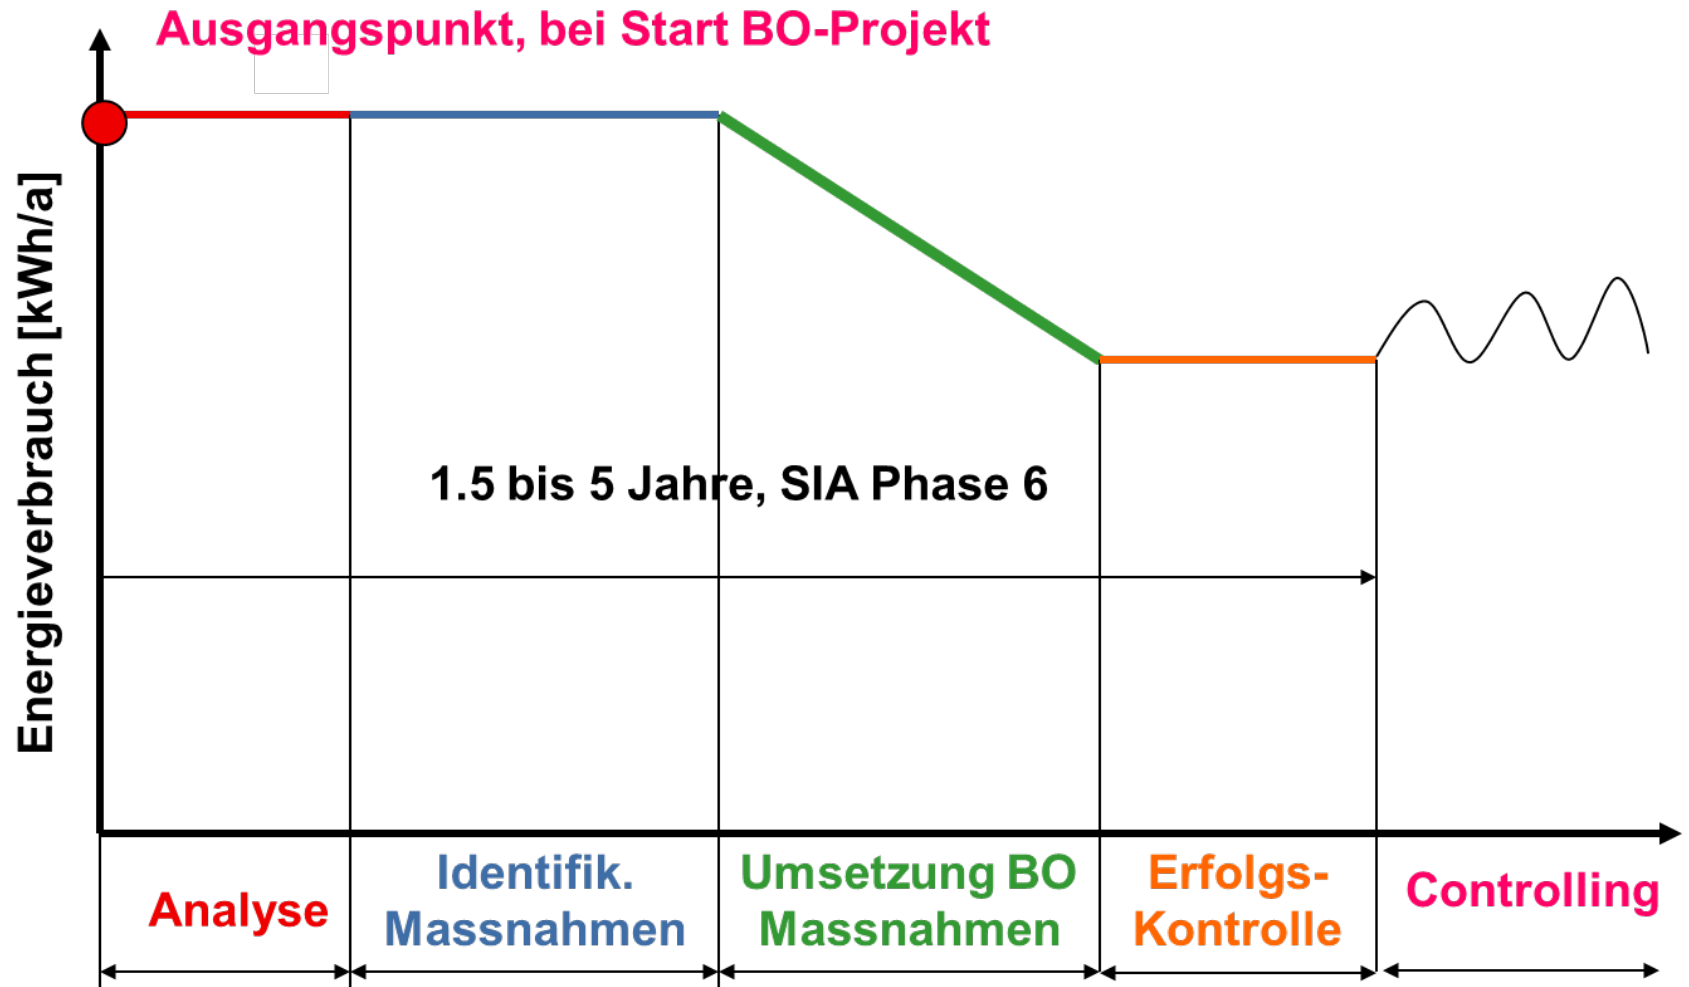 Ausgangspunkt, bei Start BO-Projekt
Energieverbrauch [kWh/a]
1.5 bis 5 Jahre, SIA Phase 6
Analyse
Identifik.
Massnahmen
Umsetzung BO
Massnahmen
Erfolgs-
Kontrolle
Controlling